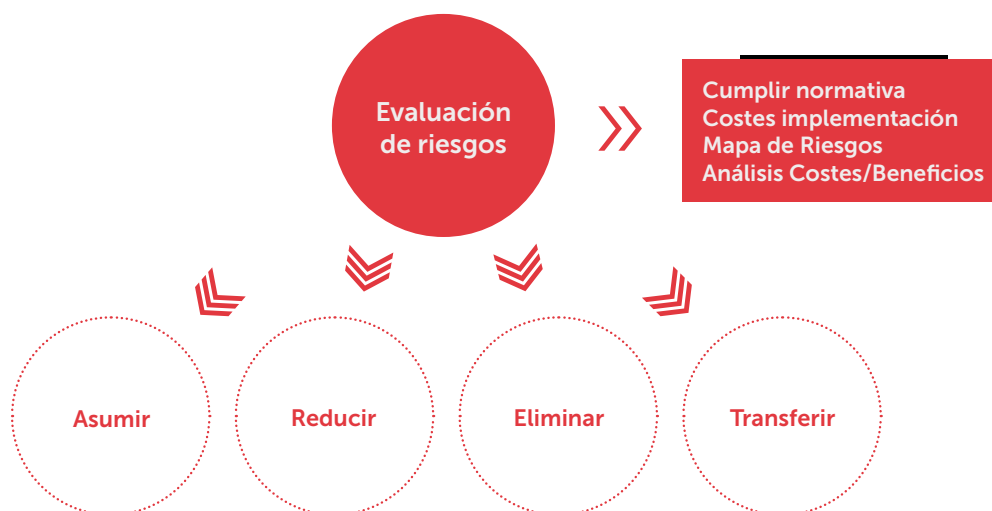 Evaluación
de riesgos
Cumplir normativa
Costes implementación
Mapa de Riesgos
Análisis Costes/Beneficios
Asumir
Reducir
Eliminar
Transferir